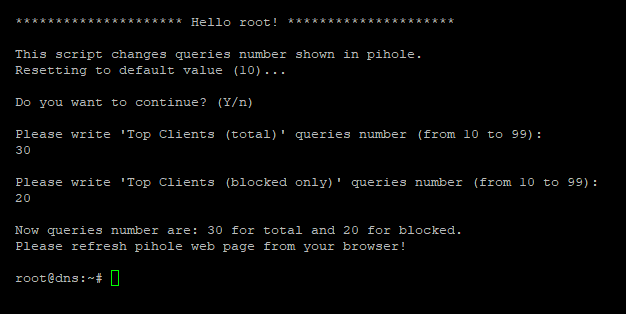 ********************* Hello root! *********************
This script changes queries number shown in pihole.
Resetting to default value (10)...
Do you want to continue? (Y/n)
Please write 'Top Clients (total)' queries number (from 10 to 99):
30
Please write 'Top Clients (blocked only)' queries number (from 10 to 99):
20
Now queries number are: 30 for total and 20 for blocked.
Please refresh pihole web page from your browser!
root@dns:~#